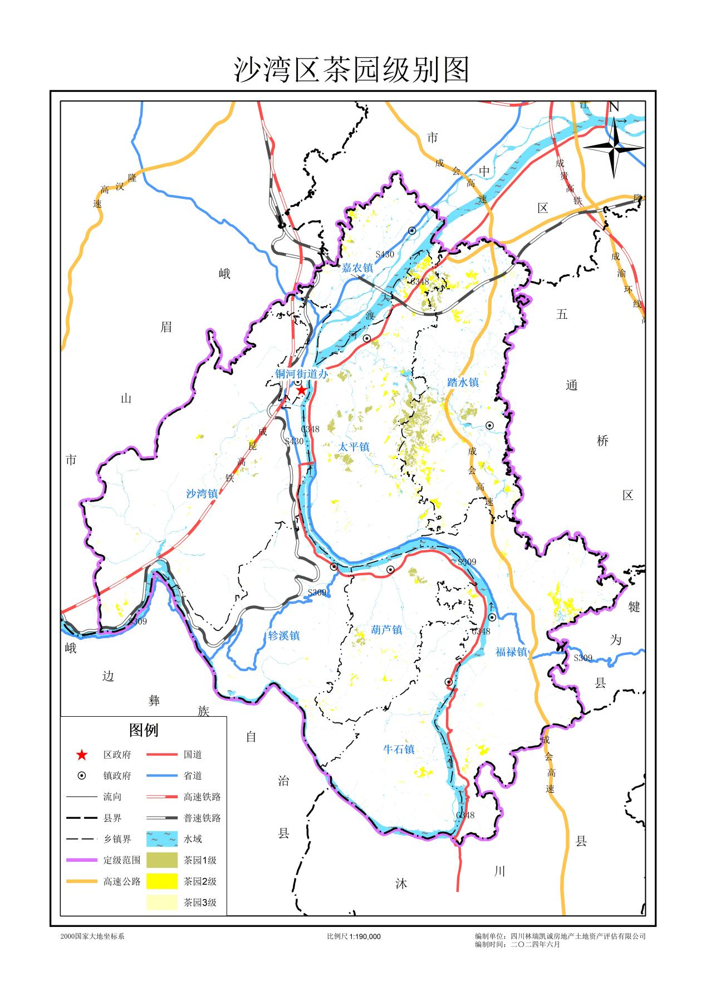 沙湾区茶园级别图
N
江
市
成会高速
中
区
成贵高铁
隆
隆汉高速
成渝环线高
峨眉山市
S430
嘉农镇
G348
大渡河
五通桥区
铜河街道办
踏水镇
G348
S430
太平镇
成昆高铁
成会高速
沙湾镇
S309
S309
S309
犍为县
轸溪镇
葫芦镇
G348
福禄镇
S309
峨边彝族自治县
牛石镇
成会高速
G348
沐川县
图例
区政府 国道
镇政府 省道
流向 高速铁路
县界 普速铁路
乡镇界 水域
定级范围 茶园1级
高速公路 茶园2级
茶园3级
2000国家大地坐标系
比例尺 1:190,000
编制单位：四川林瑞凯诚房地产土地资产评估有限公司
编制时间：二〇二四年六月